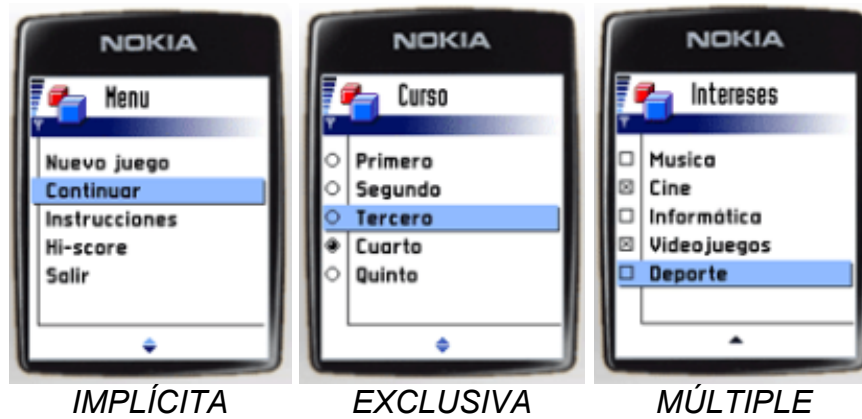 NOKIA
Menu
Nuevo juego
Continuar
Instrucciones
Hi-score
Salir
IMPLÍCITA
NOKIA
Curso
Primero
Segundo
Tercero
Cuarto
Quinto
EXCLUSIVA
NOKIA
Intereses
Musica
Cine
Informática
Videojuegos
Deporte
MÚLTIPLE